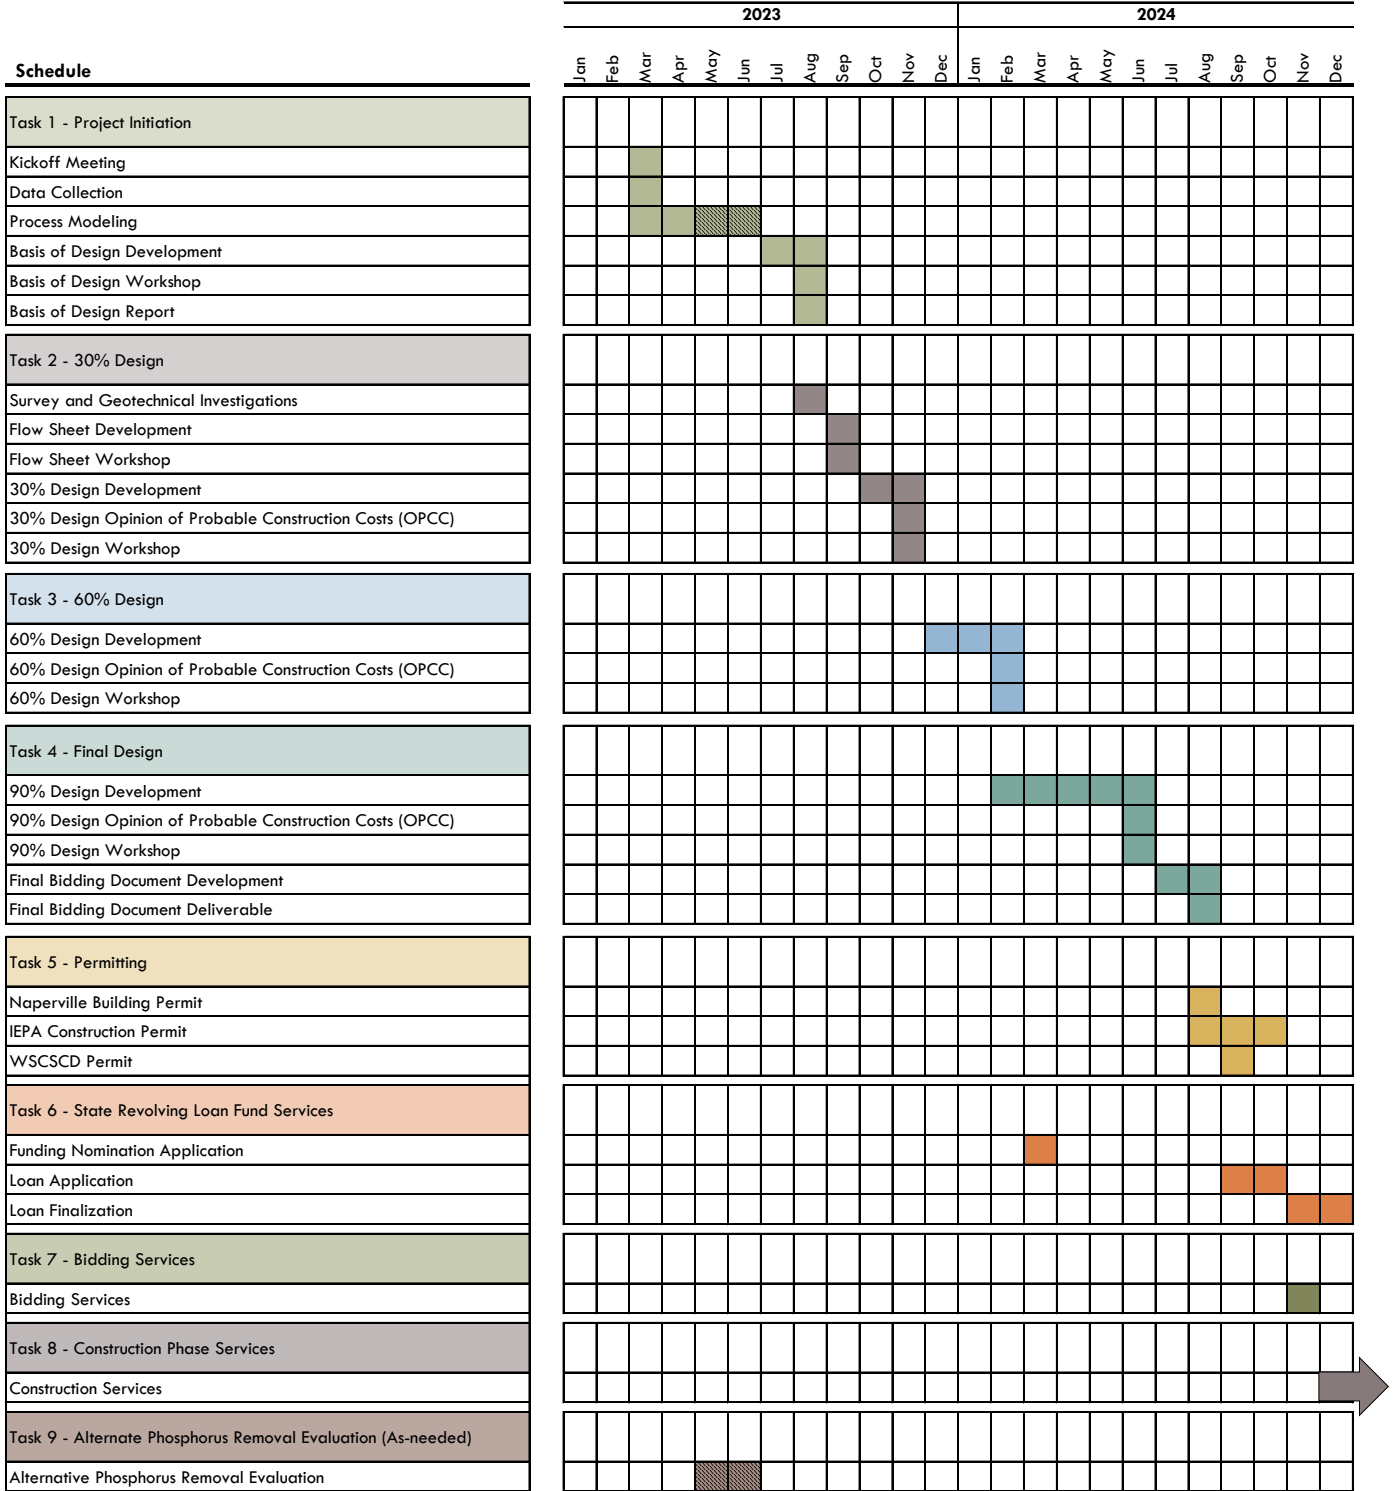 2023 2024
Schedule
Jan Feb Mar Apr May Jun Jul Aug Sep Oct Nov Dec Jan Feb Mar Apr May Jun Jul Aug Sep Oct Nov Dec
Task 1 - Project Initiation
Kickoff Meeting
Data Collection
Process Modeling
Basis of Design Development
Basis of Design Workshop
Basis of Design Report
Task 2 - 30% Design
Survey and Geotechnical Investigations
Flow Sheet Development
Flow Sheet Workshop
30% Design Development
30% Design Opinion of Probable Construction Costs (OPCC)
30% Design Workshop
Task 3 - 60% Design
60% Design Development
60% Design Opinion of Probable Construction Costs (OPCC)
60% Design Workshop
Task 4 - Final Design
90% Design Development
90% Design Opinion of Probable Construction Costs (OPCC)
90% Design Workshop
Final Bidding Document Development
Final Bidding Document Deliverable
Task 5 - Permitting
Naperville Building Permit
IEPA Construction Permit
WSCSCD Permit
Task 6 - State Revolving Loan Fund Services
Funding Nomination Application
Loan Application
Loan Finalization
Task 7 - Bidding Services
Bidding Services
Task 8 - Construction Phase Services
Construction Services
Task 9 - Alternate Phosphorus Removal Evaluation (As-needed)
Alternative Phosphorus Removal Evaluation